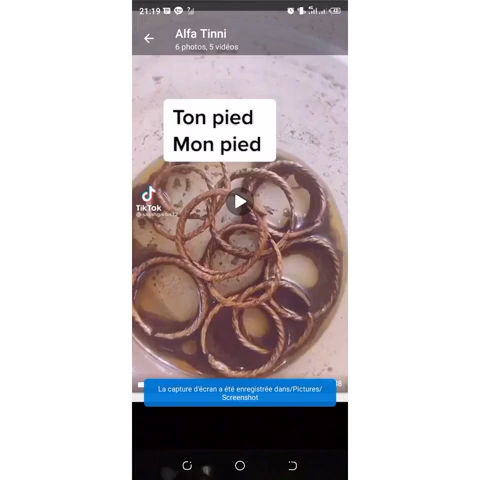 21:19
Alfa Tinni
6 photos, 5 vidéos
Ton pied
Mon pied
TikTok
La capture d'écran a été enregistrée dans/Pictures/
Screenshot